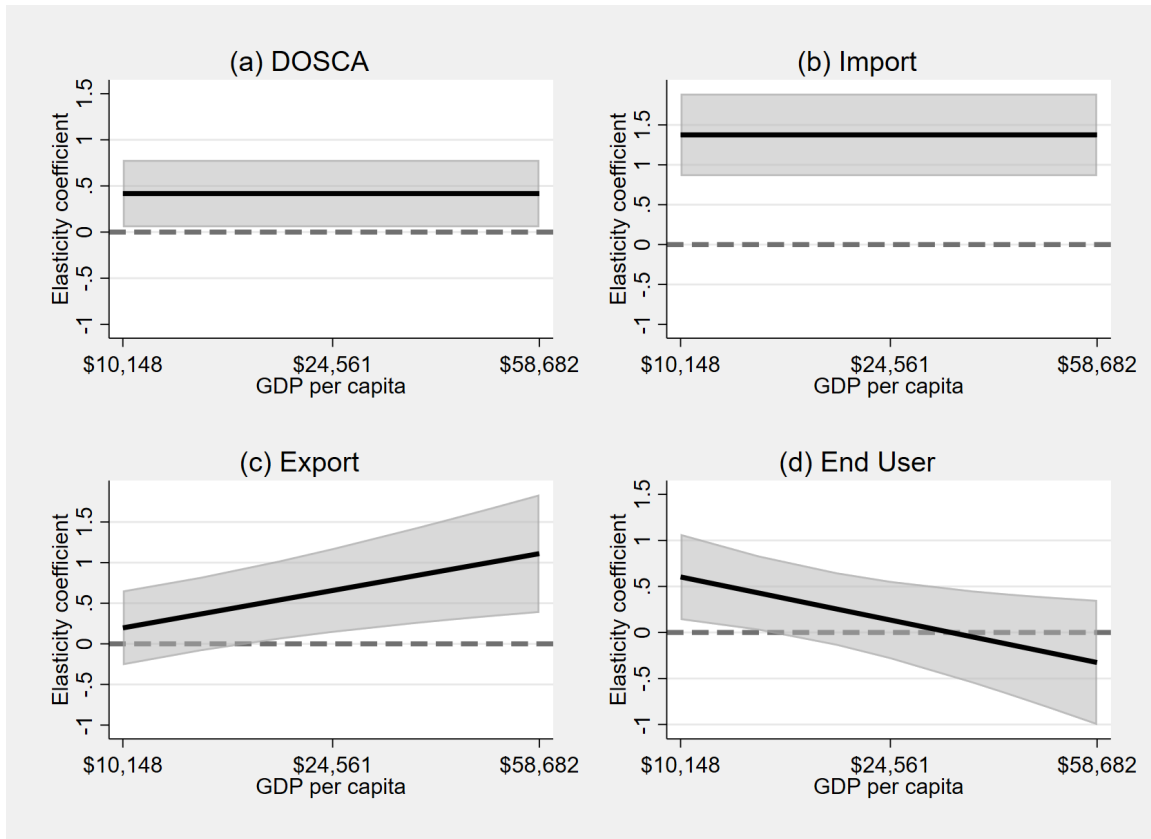 (a) DOSCA
Elasticity coefficient
1.5
1
.5
0
-.5
-1
$10,148 $24,561 $58,682
GDP per capita
(b) Import
Elasticity coefficient
1.5
1
.5
0
-.5
-1
$10,148 $24,561 $58,682
GDP per capita
(c) Export
Elasticity coefficient
1.5
1
.5
0
-.5
-1
$10,148 $24,561 $58,682
GDP per capita
(d) End User
Elasticity coefficient
1.5
1
.5
0
-.5
-1
$10,148 $24,561 $58,682
GDP per capita